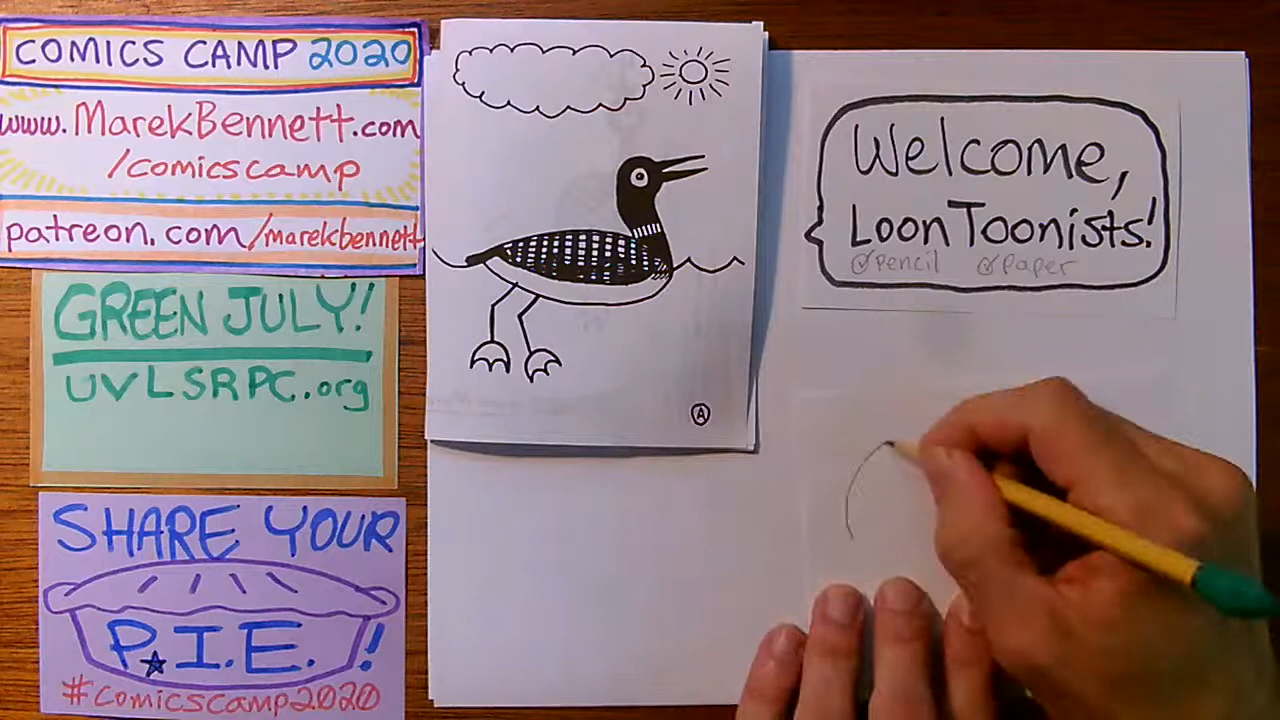 COMICS CAMP 2020
www.MarekBennett.com
/comicscamp
patreon.com/marekbennett
GREEN JULY!
UVLSRPC.org
SHARE YOUR
P.I.E.!
#comicscamp2020
A
Welcome,
LoonToonists!
pencil paper